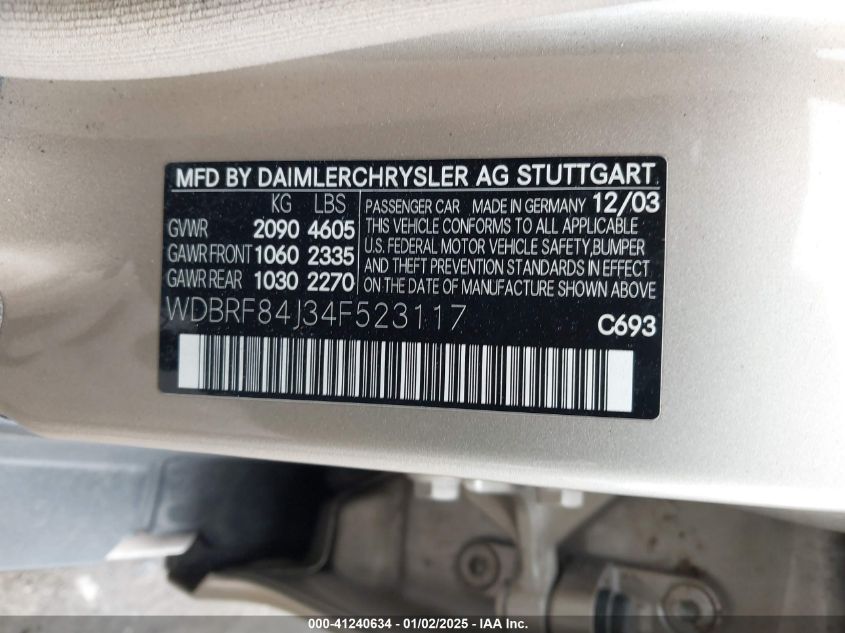 MFD BY DAIMLERCHRYSLER AG STUTTGART
KG LBS
GVWR 2090 4605
GAWR FRONT 1060 2335
GAWR REAR 1030 2270
PASSENGER CAR MADE IN GERMANY 12/03
THIS VEHICLE CONFORMS TO ALL APPLICABLE
U.S. FEDERAL MOTOR VEHICLE SAFETY,BUMPER
AND THEFT PREVENTION STANDARDS IN EFFECT
ON THE DATE OF MANUFACTURE SHOWN ABOVE
WDBRF84J34F523117
C693
000-41240634 - 01/02/2025 - IAA Inc.